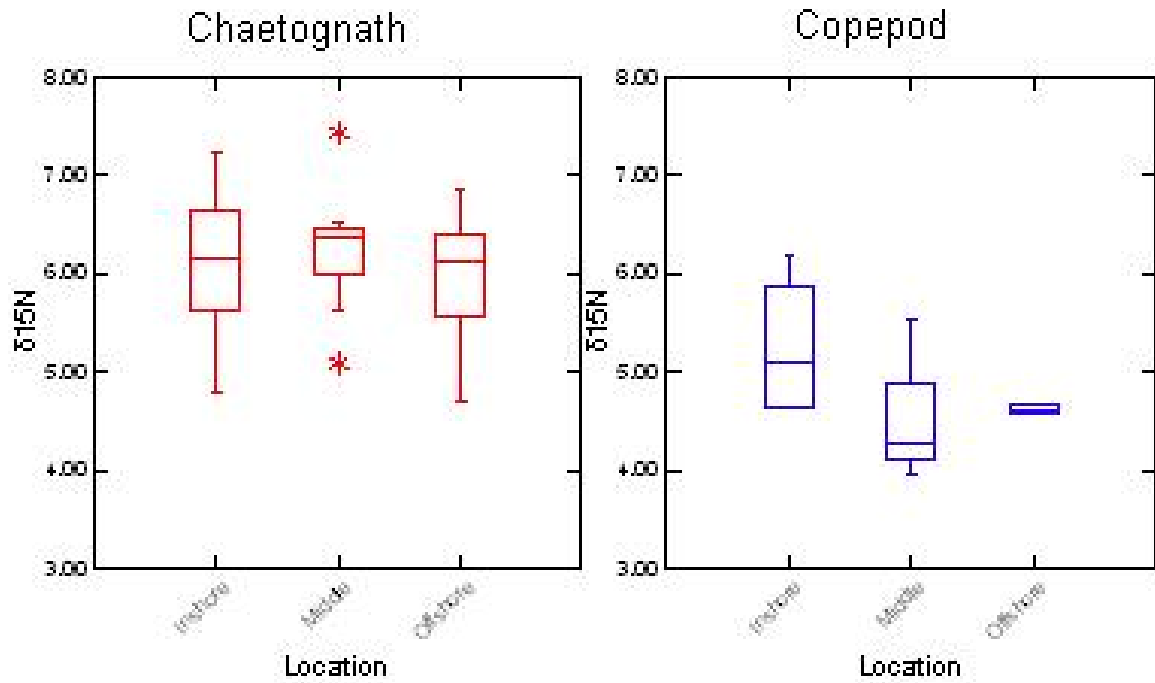 Chaetognath
8.00
7.00
6.00
5.00
4.00
3.00
δ15N
Inshore
Middle
Offshore
Location
Copepod
8.00
7.00
6.00
5.00
4.00
3.00
δ15N
Inshore
Middle
Offshore
Location